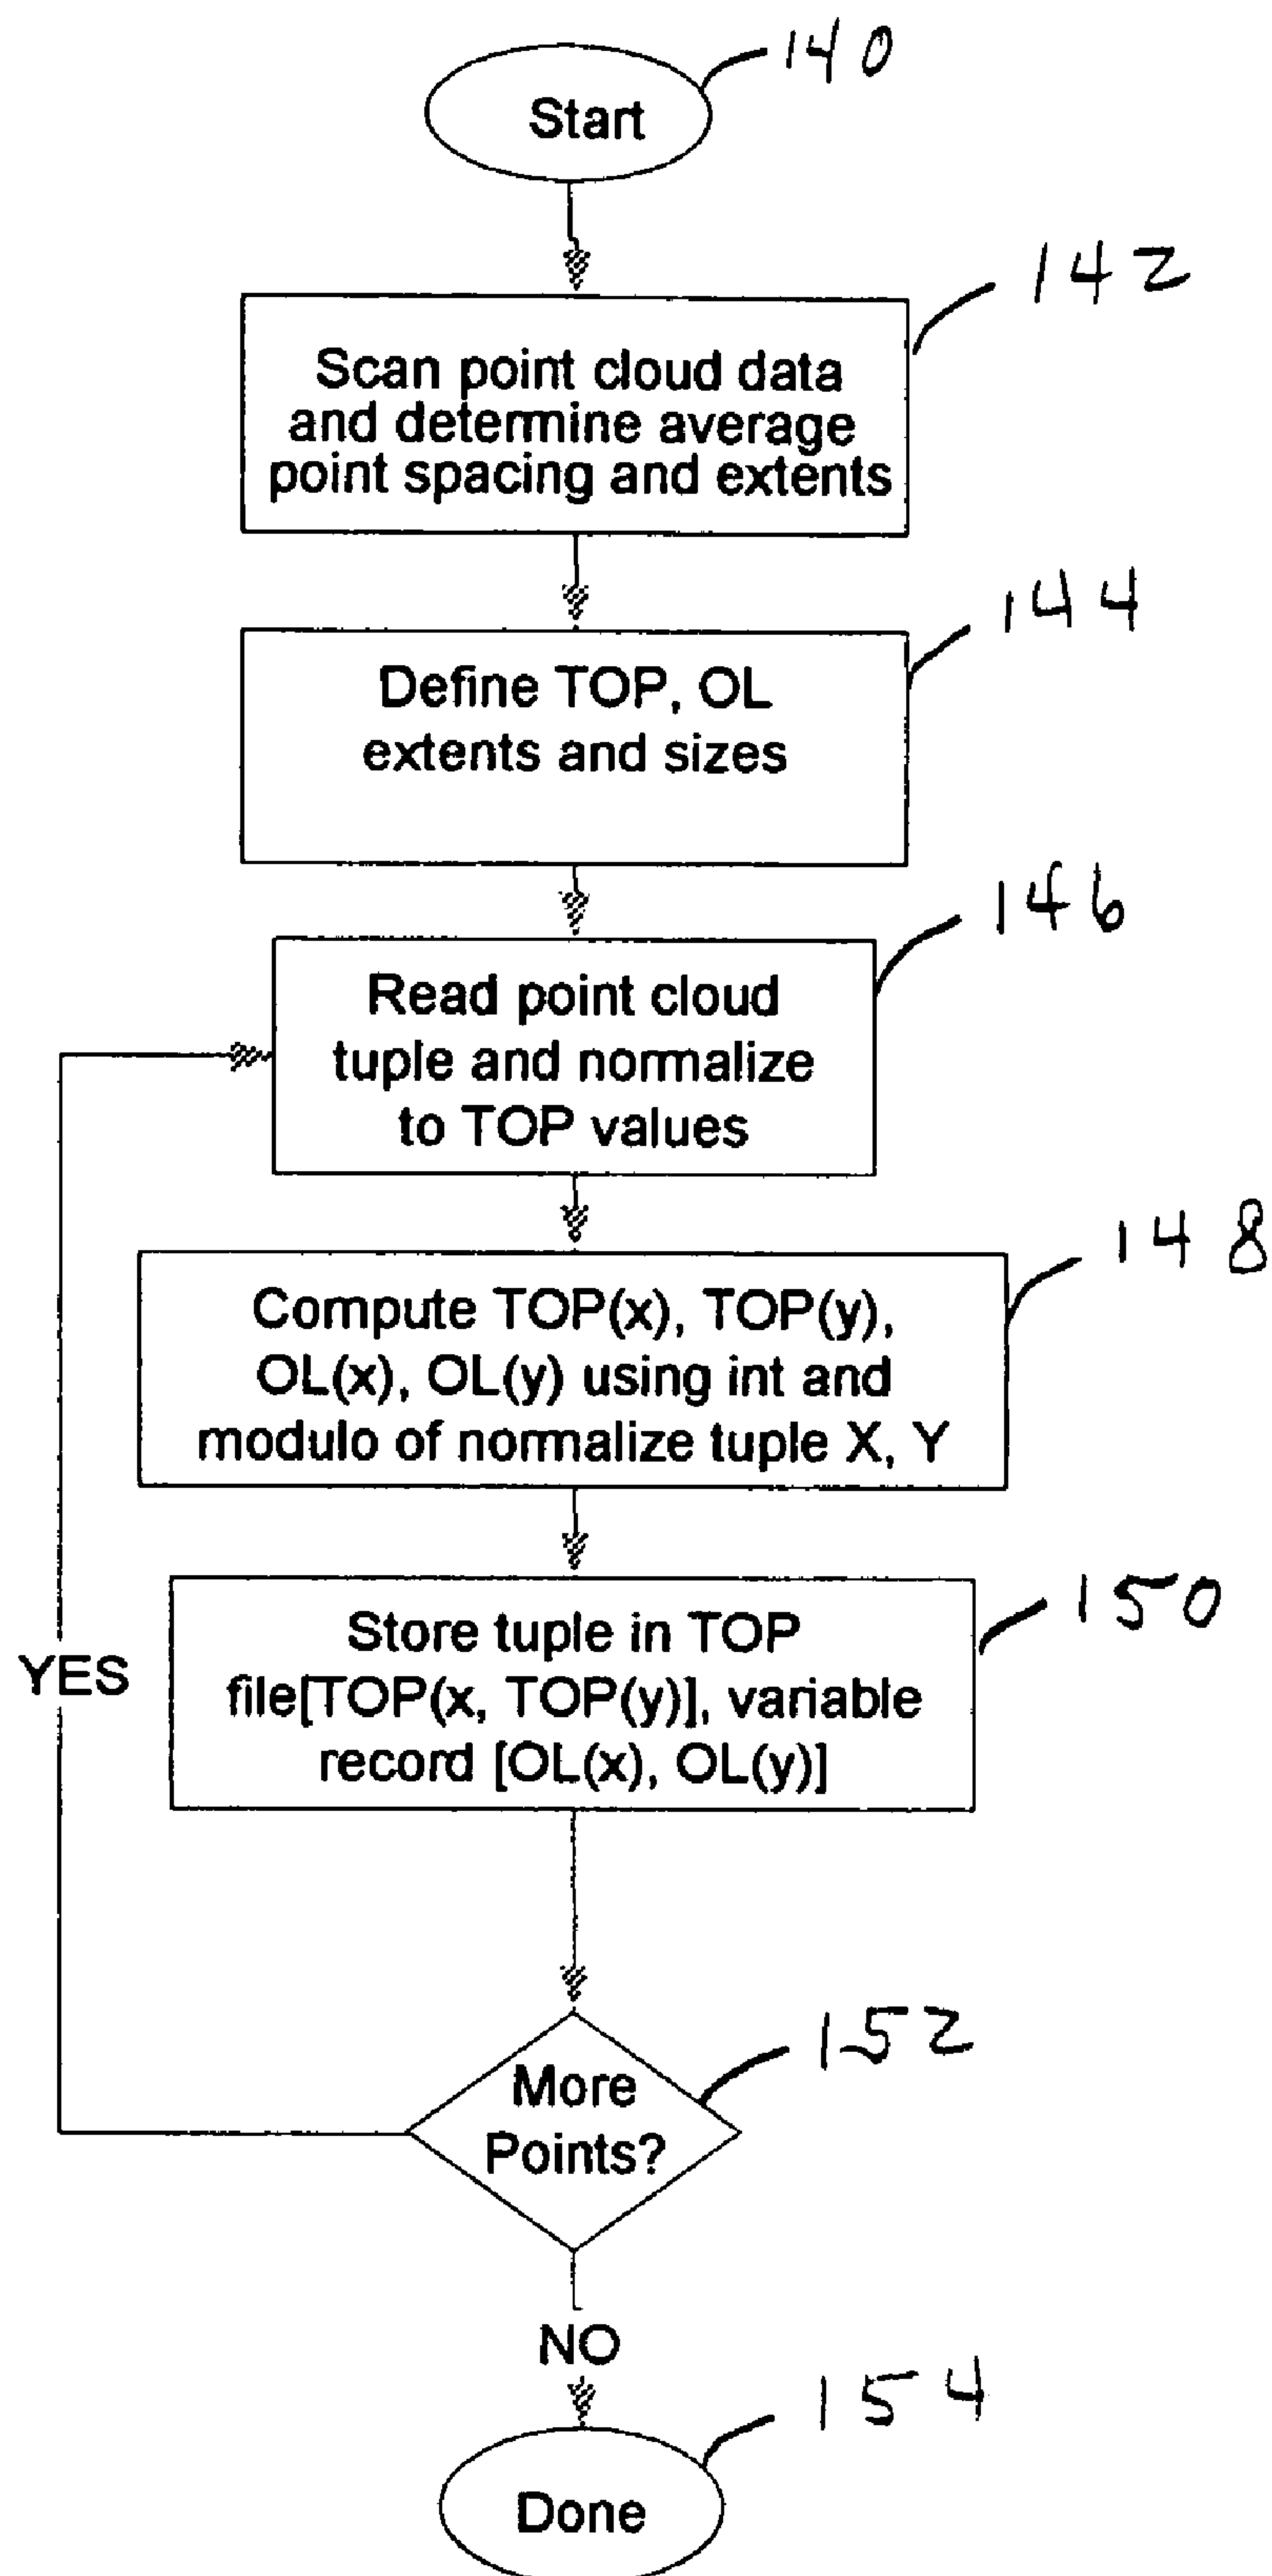 140
Start
142
Scan point cloud data
and determine average
point spacing and extents
144
Define TOP, OL
extents and sizes
146
Read point cloud
tuple and normalize
to TOP values
148
Compute TOP(x), TOP(y),
OL(x), OL(y) using int and
modulo of normalize tuple X, Y
150
Store tuple in TOP
file[TOP(x, TOP(y)], variable
record [OL(x), OL(y)]
YES
152
More
Points?
NO
154
Done